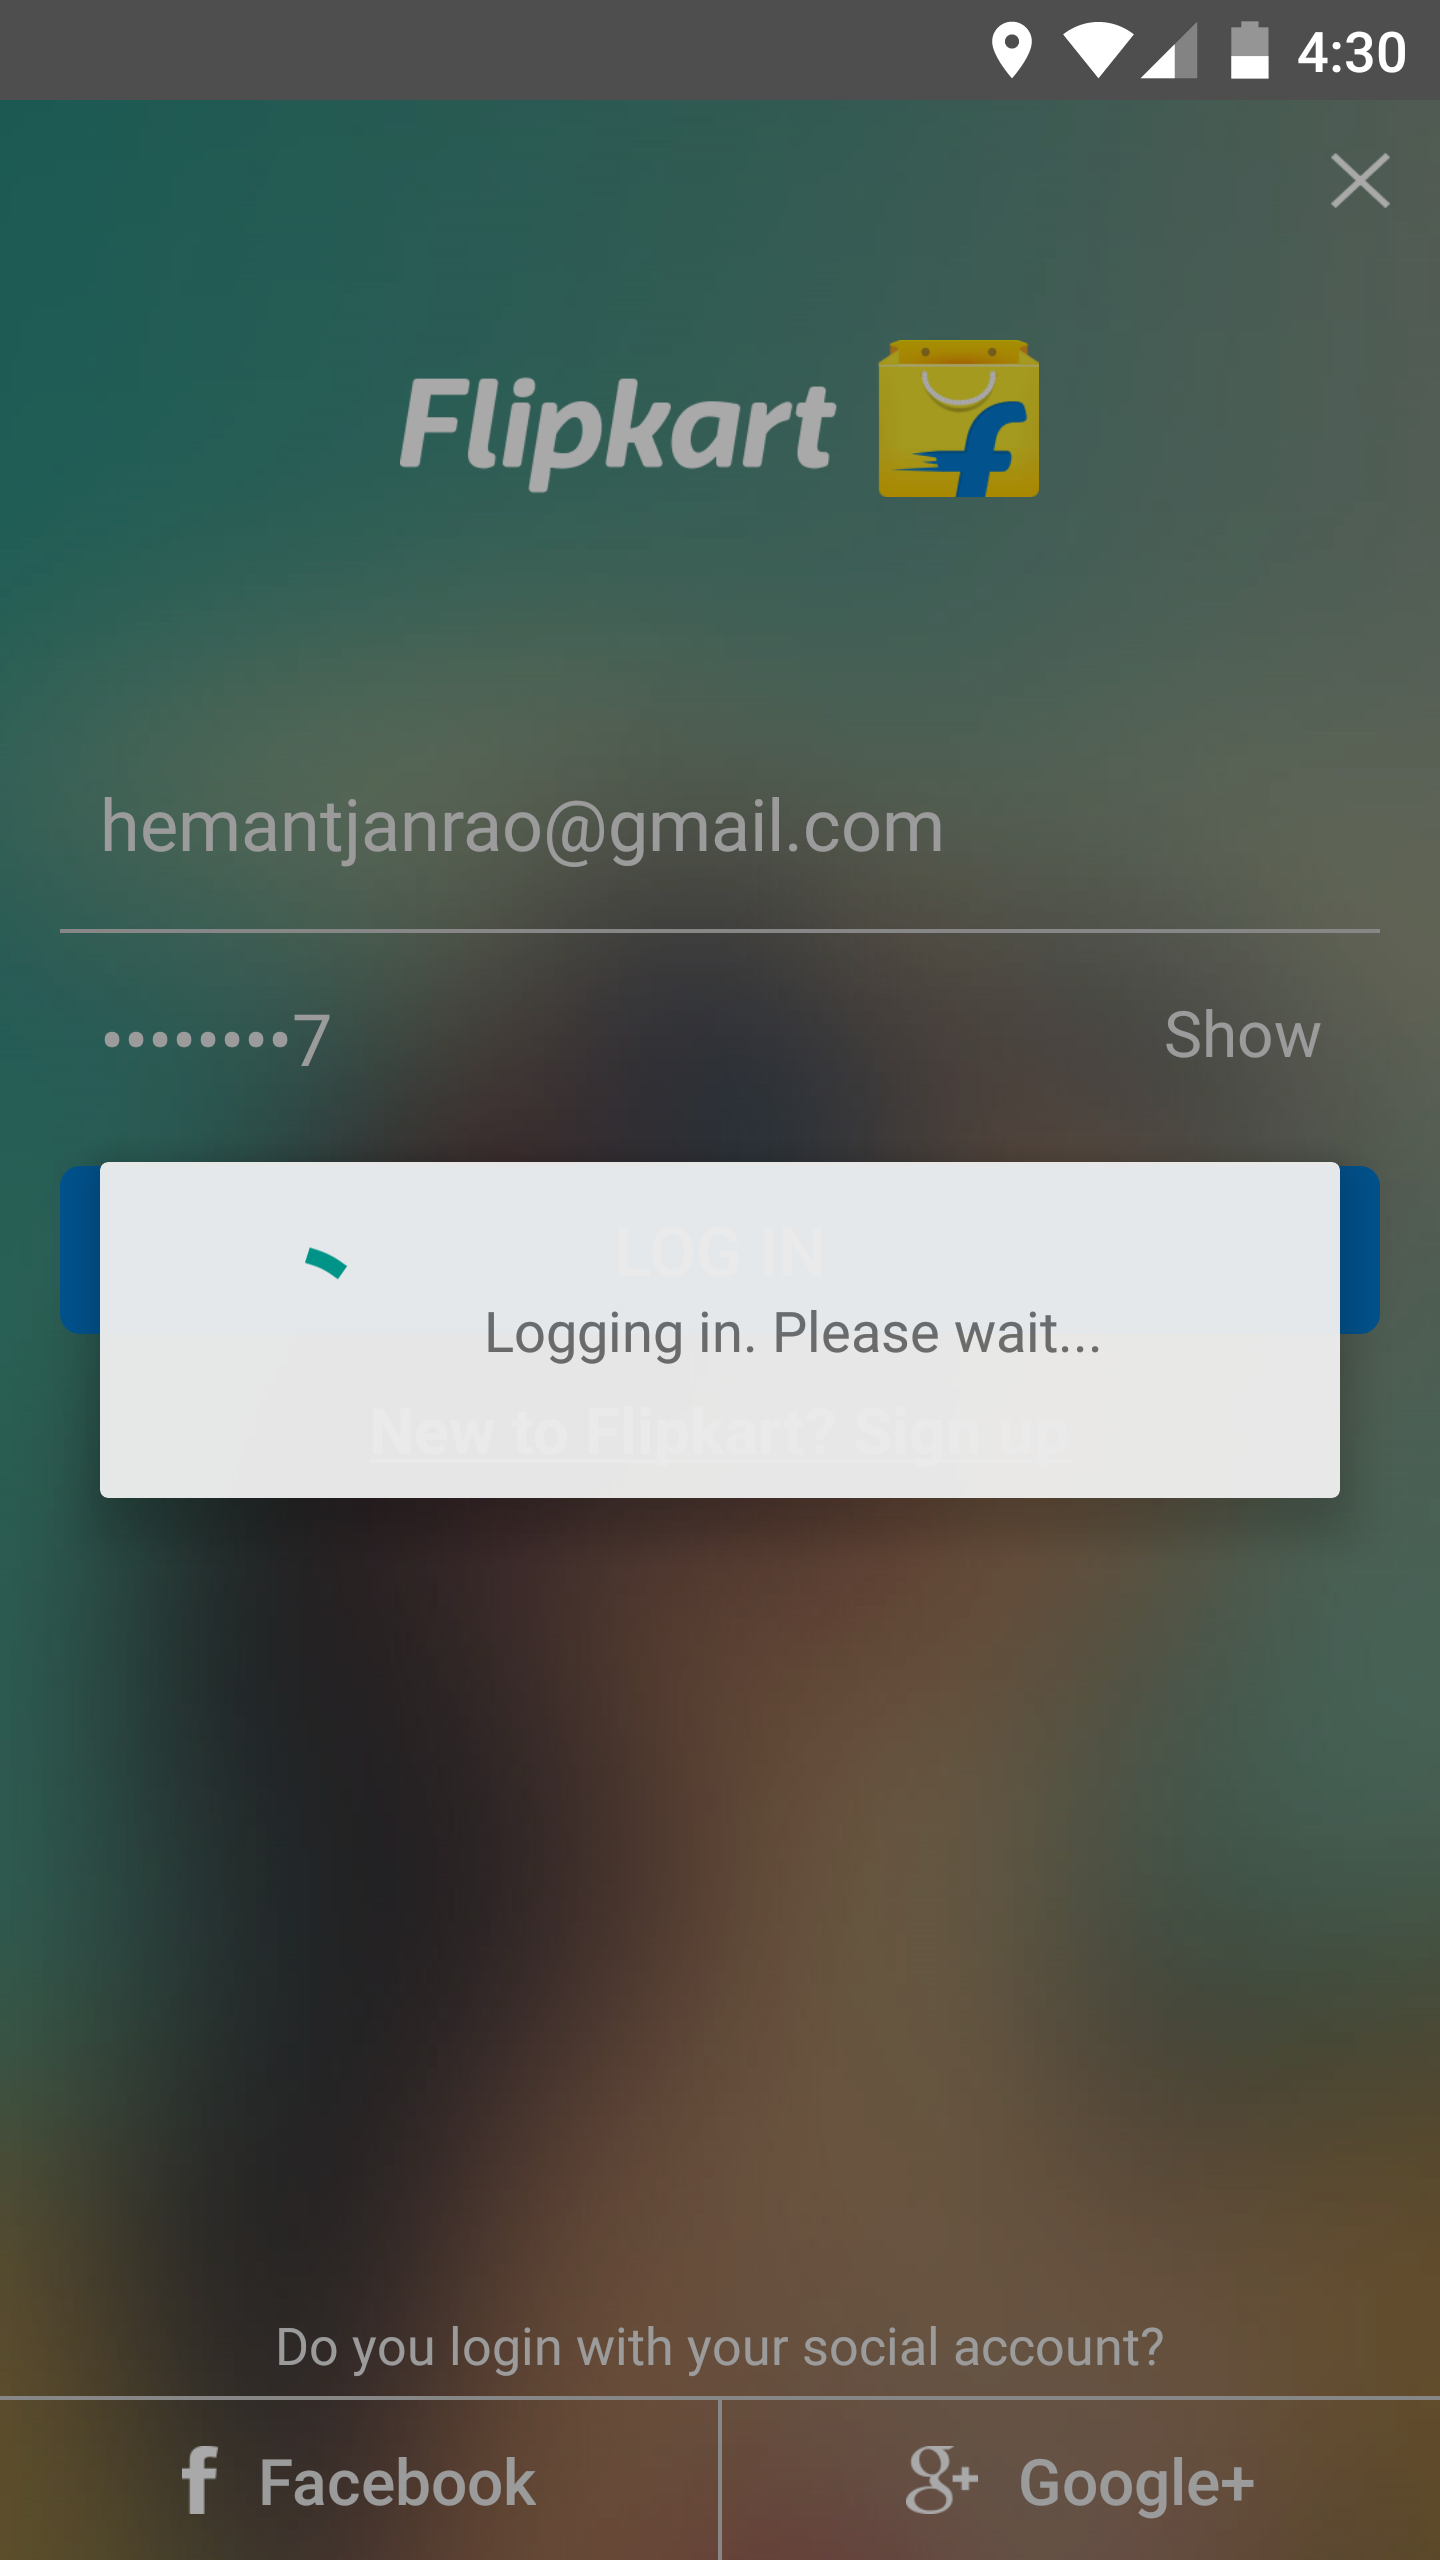 4:30
Flipkart
hemantjanrao@gmail.com
••••••••7 Show
LOG IN
Logging in. Please wait...
New to Flipkart? Sign up
Do you login with your social account?
f Facebook g+ Google+